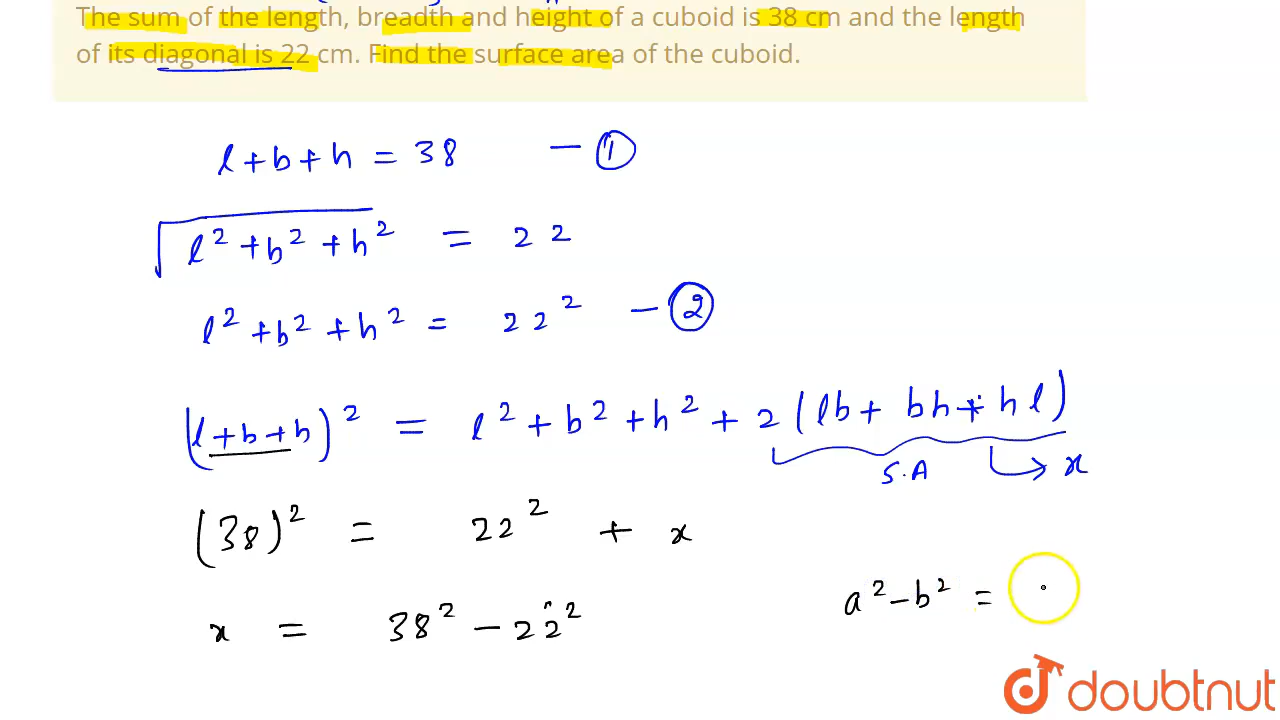 The sum of the length, breadth and height of a cuboid is 38 cm and the length
of its diagonal is 22 cm. Find the surface area of the cuboid.
l + b + h = 38 — ①
√(l² + b² + h²) = 22
l² + b² + h² = 22² — ②
(l + b + h)² = l² + b² + h² + 2 (lb + bh + hl)
S.A → x
(38)² = 22² + x
a² - b² =
x = 38² - 22²
doubtnut